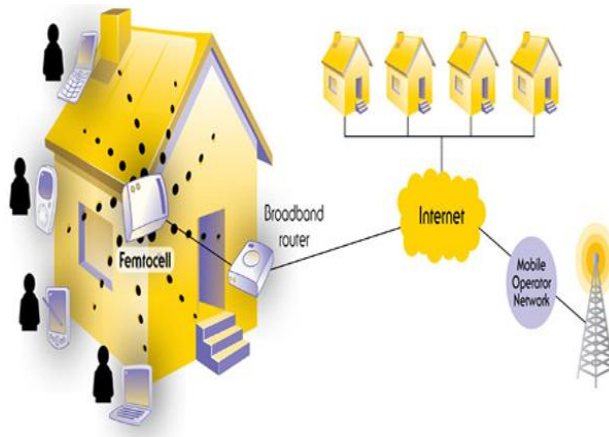 Femtocell
Broadband
router
Internet
Mobile
Operator
Network